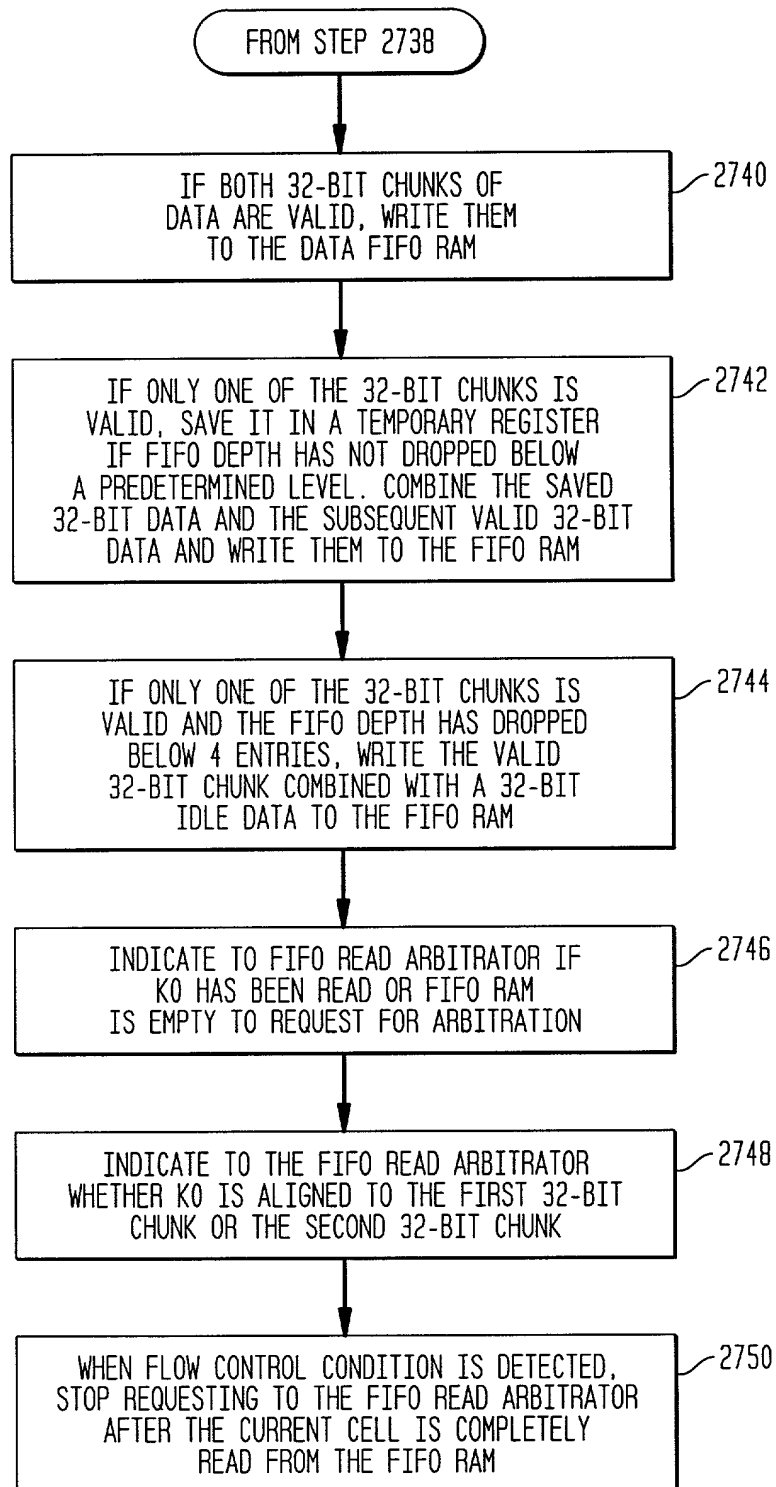 FROM STEP 2738
IF BOTH 32-BIT CHUNKS OF
DATA ARE VALID, WRITE THEM
TO THE DATA FIFO RAM
2740
IF ONLY ONE OF THE 32-BIT CHUNKS IS
VALID, SAVE IT IN A TEMPORARY REGISTER
IF FIFO DEPTH HAS NOT DROPPED BELOW
A PREDETERMINED LEVEL. COMBINE THE SAVED
32-BIT DATA AND THE SUBSEQUENT VALID 32-BIT
DATA AND WRITE THEM TO THE FIFO RAM
2742
IF ONLY ONE OF THE 32-BIT CHUNKS IS
VALID AND THE FIFO DEPTH HAS DROPPED
BELOW 4 ENTRIES, WRITE THE VALID
32-BIT CHUNK COMBINED WITH A 32-BIT
IDLE DATA TO THE FIFO RAM
2744
INDICATE TO FIFO READ ARBITRATOR IF
K0 HAS BEEN READ OR FIFO RAM
IS EMPTY TO REQUEST FOR ARBITRATION
2746
INDICATE TO THE FIFO READ ARBITRATOR
WHETHER K0 IS ALIGNED TO THE FIRST 32-BIT
CHUNK OR THE SECOND 32-BIT CHUNK
2748
WHEN FLOW CONTROL CONDITION IS DETECTED,
STOP REQUESTING TO THE FIFO READ ARBITRATOR
AFTER THE CURRENT CELL IS COMPLETELY
READ FROM THE FIFO RAM
2750